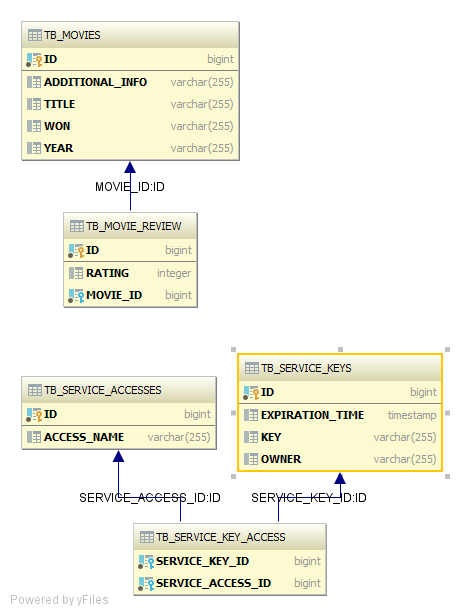 TB_MOVIES
ID bigint
ADDITIONAL_INFO varchar(255)
TITLE varchar(255)
WON varchar(255)
YEAR varchar(255)
MOVIE_ID:ID
TB_MOVIE_REVIEW
ID bigint
RATING integer
MOVIE_ID bigint
TB_SERVICE_ACCESSES
ID bigint
ACCESS_NAME varchar(255)
TB_SERVICE_KEYS
ID bigint
EXPIRATION_TIME timestamp
KEY varchar(255)
OWNER varchar(255)
SERVICE_ACCESS_ID:ID
SERVICE_KEY_ID:ID
TB_SERVICE_KEY_ACCESS
SERVICE_KEY_ID bigint
SERVICE_ACCESS_ID bigint
Powered by yFiles